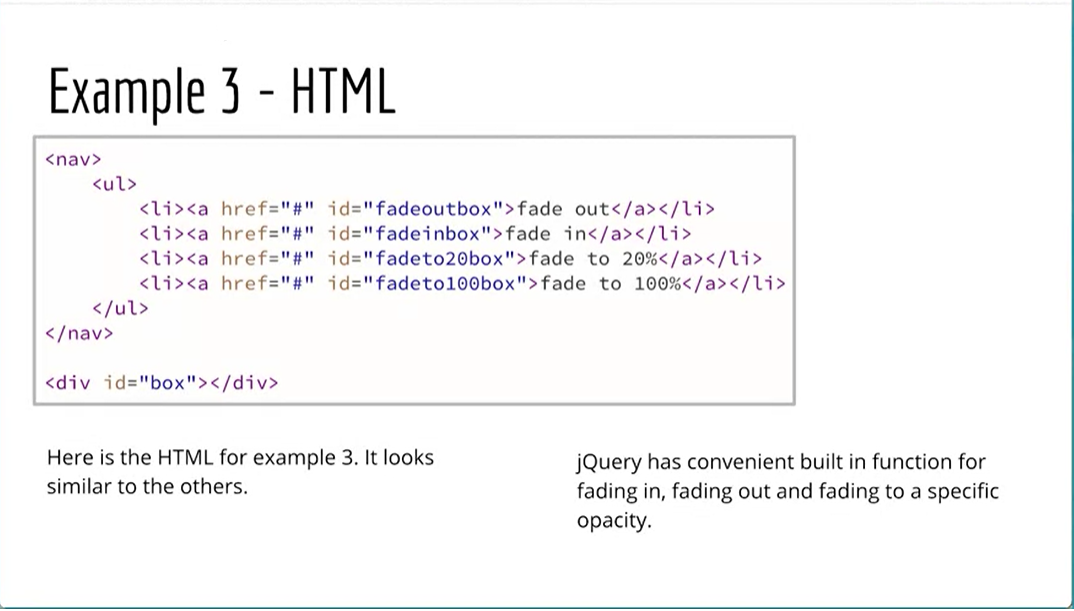 Example 3 - HTML
<nav>
<ul>
<li><a href="#" id="fadeoutbox">fade out</a></li>
<li><a href="#" id="fadeinbox">fade in</a></li>
<li><a href="#" id="fadeto20box">fade to 20%</a></li>
<li><a href="#" id="fadeto100box">fade to 100%</a></li>
</ul>
</nav>
<div id="box"></div>
Here is the HTML for example 3. It looks
similar to the others.
jQuery has convenient built in function for
fading in, fading out and fading to a specific
opacity.